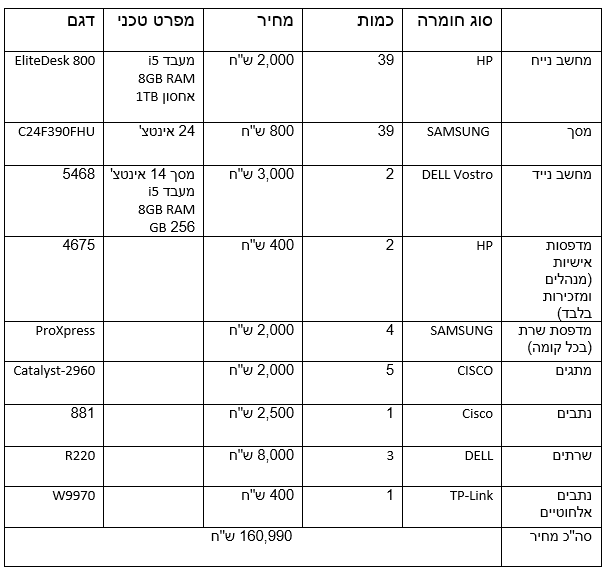 סוג חומרה כמות מחיר מפרט טכני דגם
מחשב נייח HP 39 2,000 ש"ח מעבד i5 EliteDesk 800
8GB RAM
אחסון 1TB
מסך SAMSUNG 39 800 ש"ח 24 אינטצ' C24F390FHU
מחשב נייד DELL Vostro 2 3,000 ש"ח מסך 14 אינטצ' 5468
מעבד i5
8GB RAM
256 GB
מדפסות HP 2 400 ש"ח 4675
אישיות
(מנהלים
ומזכירות
בלבד)
מדפסת שרת SAMSUNG 4 2,000 ש"ח ProXpress
(בכל קומה)
מתגים CISCO 5 2,000 ש"ח Catalyst-2960
נתבים Cisco 1 2,500 ש"ח 881
שרתים DELL 3 8,000 ש"ח R220
נתבים TP-Link 1 400 ש"ח W9970
אלחוטיים
סה"כ מחיר 160,990 ש"ח